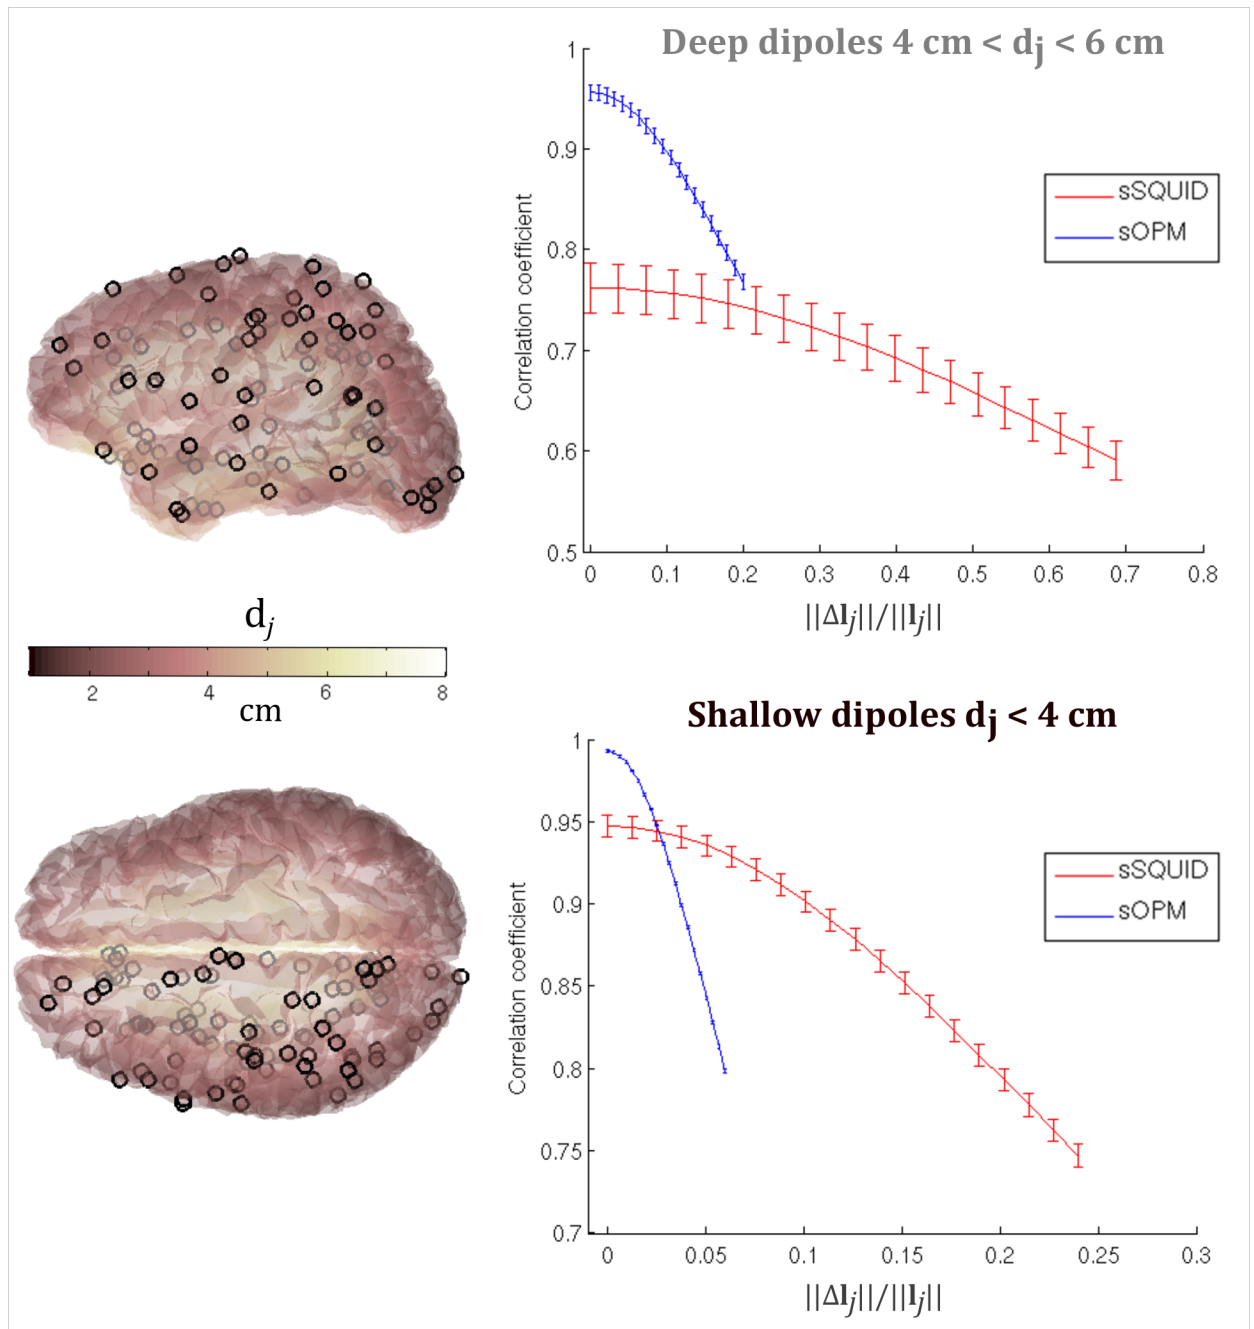 Deep dipoles 4 cm < dj < 6 cm
1
0.9
0.8
0.7
0.6
0.5
Correlation coefficient
sSQUID
sOPM
0 0.1 0.2 0.3 0.4 0.5 0.6 0.7 0.8
||Δlj||/||lj||
dj
2 4 6 8
cm
Shallow dipoles dj < 4 cm
1
0.95
0.9
0.85
0.8
0.75
0.7
Correlation coefficient
sSQUID
sOPM
0 0.05 0.1 0.15 0.2 0.25 0.3
||Δlj||/||lj||